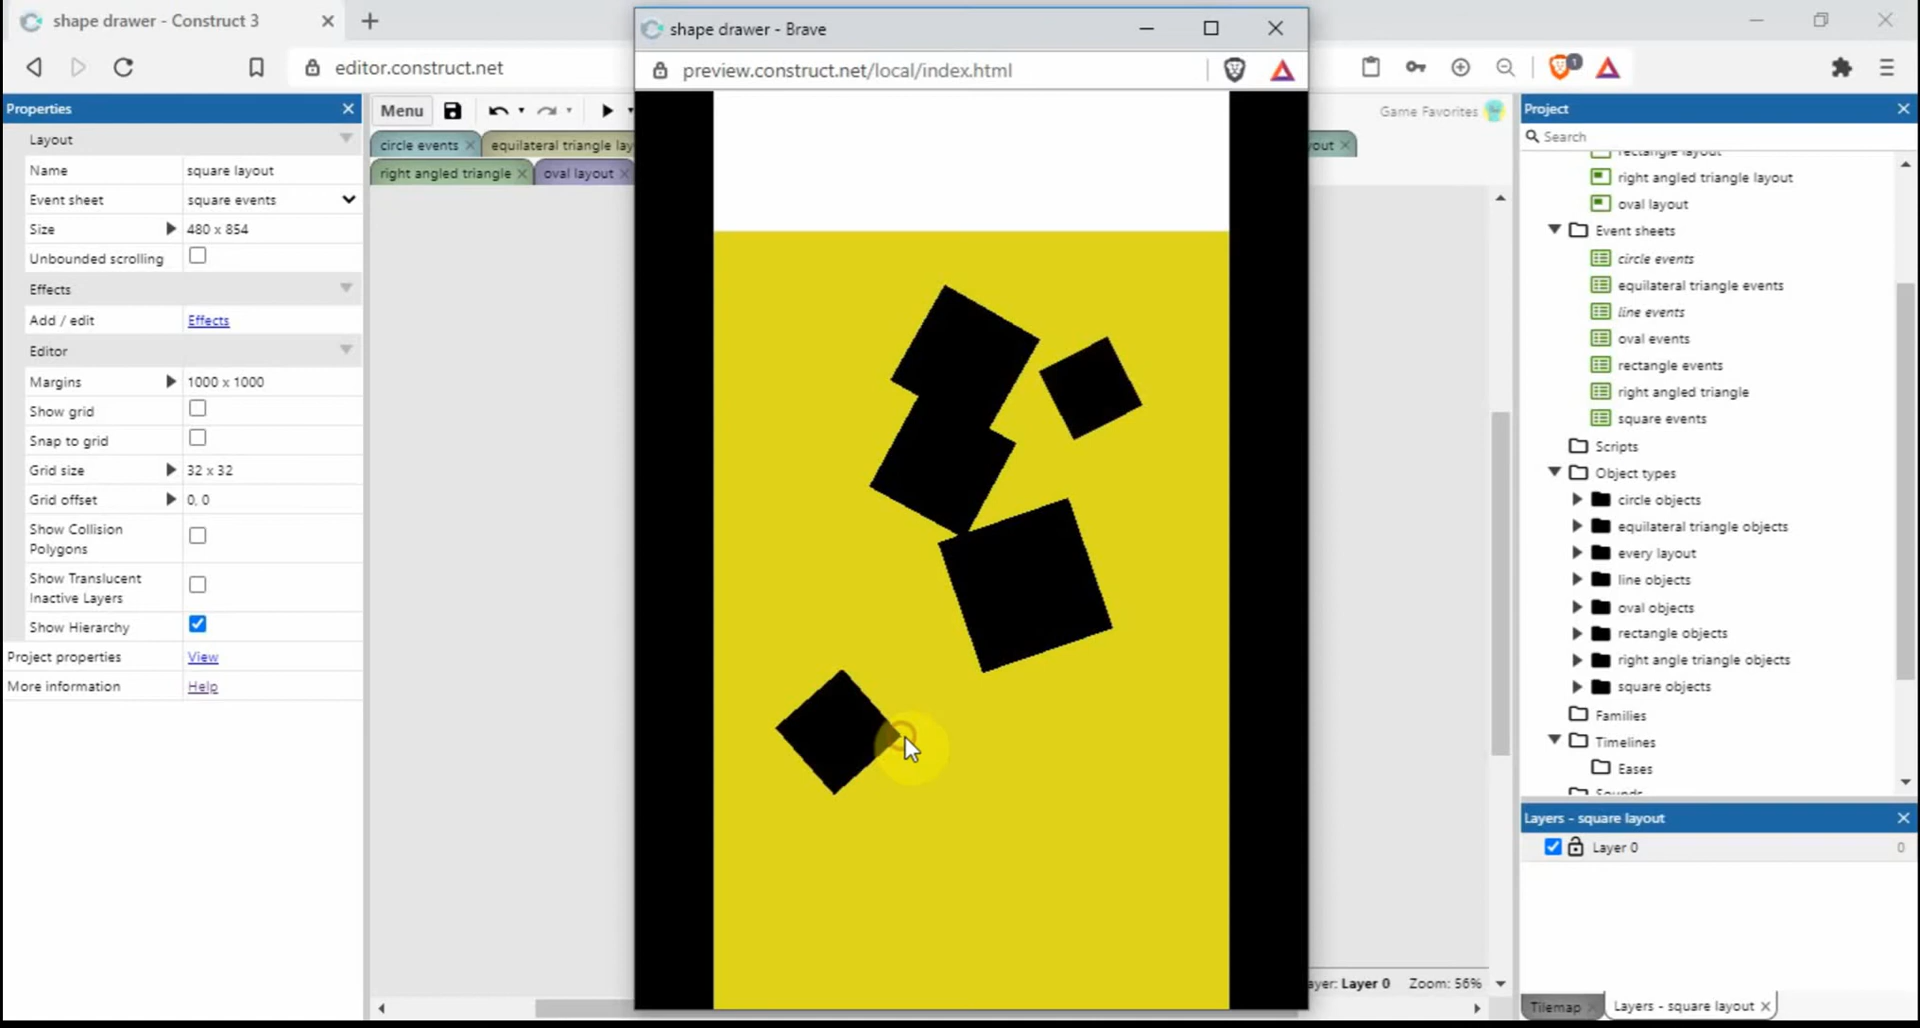 shape drawer - Construct 3
editor.construct.net
shape drawer - Brave
preview.construct.net/local/index.html
1
Properties
Layout
Name square layout
Event sheet square events
Size 480 x 854
Unbounded scrolling
Effects
Add / edit Effects
Editor
Margins 1000 x 1000
Show grid
Snap to grid
Grid size 32 x 32
Grid offset 0, 0
Show Collision
Polygons
Show Translucent
Inactive Layers
Show Hierarchy
Project properties View
More information Help
Menu
circle events
equilateral triangle lay
right angled triangle
oval layout
out
Game Favorites
Layer 0
Zoom: 56%
Project
Search
rectangle layout
right angled triangle layout
oval layout
Event sheets
circle events
equilateral triangle events
line events
oval events
rectangle events
right angled triangle
square events
Scripts
Object types
circle objects
equilateral triangle objects
every layout
line objects
oval objects
rectangle objects
right angle triangle objects
square objects
Families
Timelines
Eases
Sounds
Layers - square layout
Layer 0 0
Tilemap
Layers - square layout